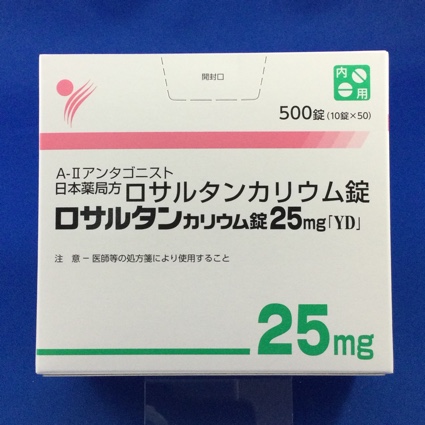 開封口
内用
500錠(10錠×50)
A-Ⅱアンタゴニスト
日本薬局方 ロサルタンカリウム錠
ロサルタンカリウム錠25mg「YD」
注 意－医師等の処方箋により使用すること
25mg